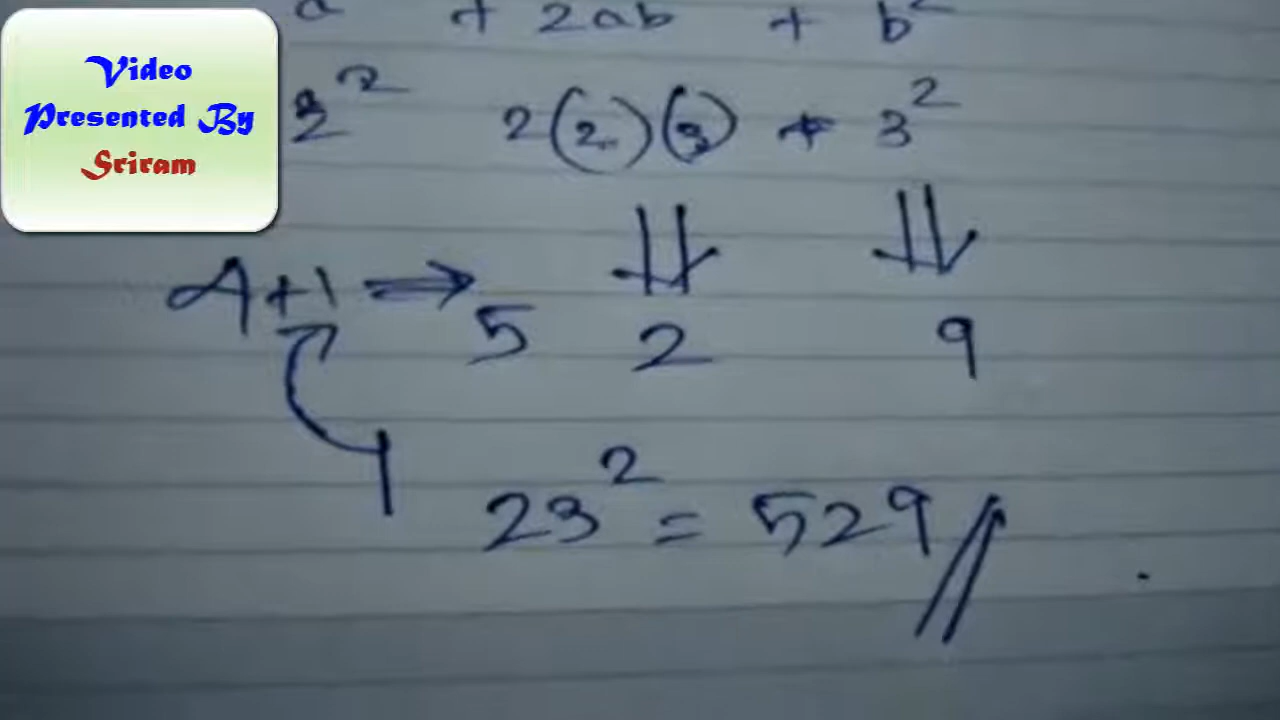 a + 2ab + b²
Video
Presented By
Sriram
2² 2(2)(3) + 3²
4+1 ⇒ 5 2 9
1
23² = 529